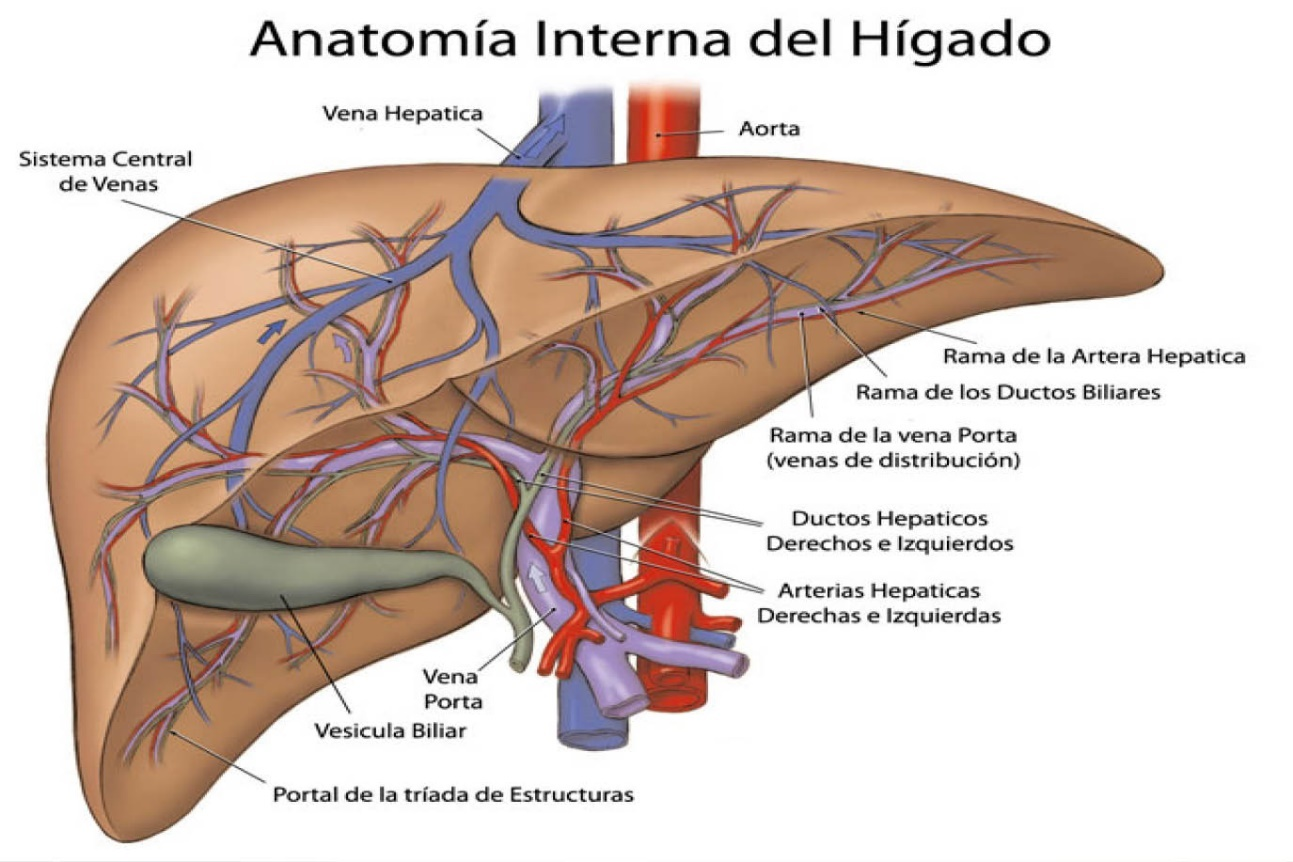 Anatomía Interna del Hígado
Vena Hepatica
Aorta
Sistema Central
de Venas
Rama de la Artera Hepatica
Rama de los Ductos Biliares
Rama de la vena Porta
(venas de distribución)
Ductos Hepaticos
Derechos e Izquierdos
Arterias Hepaticas
Derechas e Izquierdas
Vena
Porta
Vesicula Biliar
Portal de la tríada de Estructuras